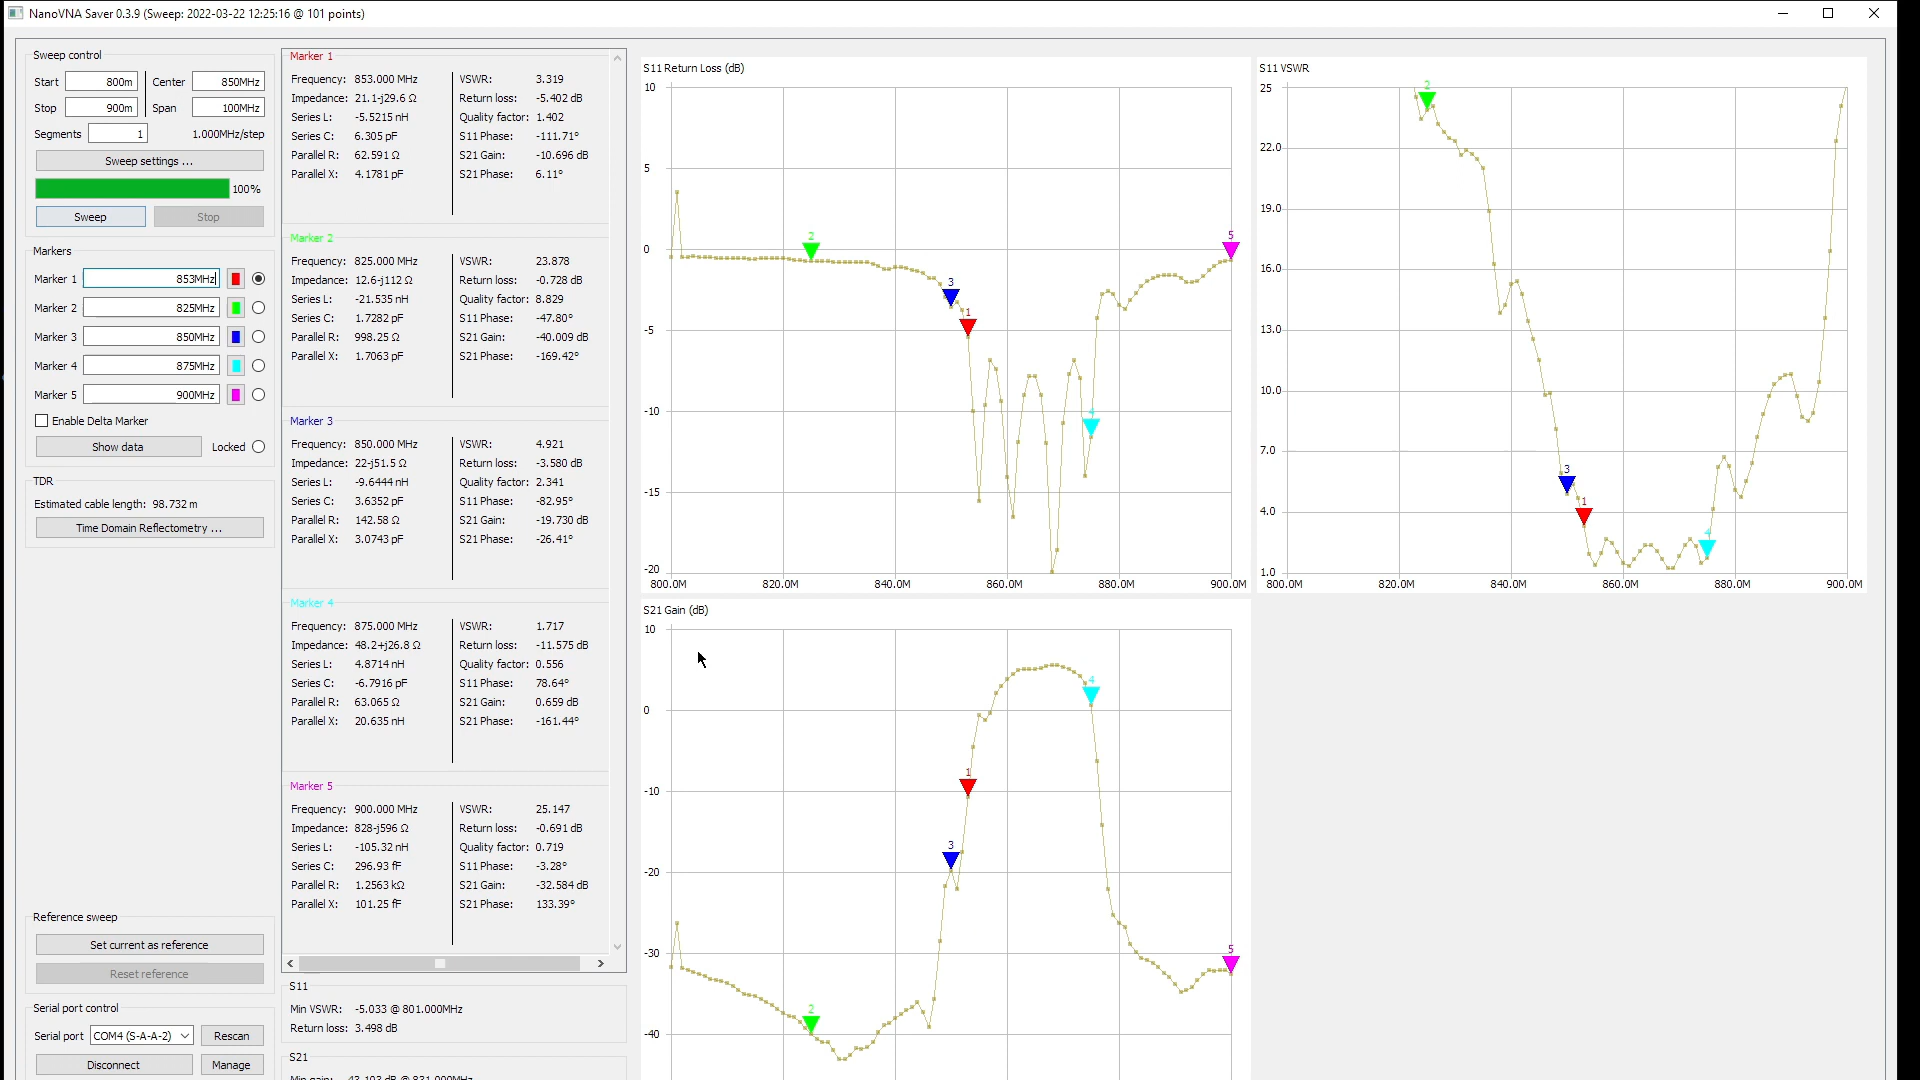 NanoVNA Saver 0.3.9 (Sweep: 2022-03-22 12:25:16 @ 101 points)
Sweep control
Start 800m Center 850MHz
Stop 900m Span 100MHz
Segments 1 1.000MHz/step
Sweep settings ...
100%
Sweep Stop
Markers
Marker 1 853MHz
Marker 2 825MHz
Marker 3 850MHz
Marker 4 875MHz
Marker 5 900MHz
Enable Delta Marker
Show data Locked
TDR
Estimated cable length: 98.732 m
Time Domain Reflectometry ...
Reference sweep
Set current as reference
Reset reference
Serial port control
Serial port COM4 (S-A-A-2) Rescan
Disconnect Manage
Marker 1
Frequency: 853.000 MHz VSWR: 3.319
Impedance: 21.1-j29.6 Ω Return loss: -5.402 dB
Series L: -5.5215 nH Quality factor: 1.402
Series C: 6.305 pF S11 Phase: -111.71°
Parallel R: 62.591 Ω S21 Gain: -10.696 dB
Parallel X: 4.1781 pF S21 Phase: 6.11°
Marker 2
Frequency: 825.000 MHz VSWR: 23.878
Impedance: 12.6-j112 Ω Return loss: -0.728 dB
Series L: -21.535 nH Quality factor: 8.829
Series C: 1.7282 pF S11 Phase: -47.80°
Parallel R: 998.25 Ω S21 Gain: -40.009 dB
Parallel X: 1.7063 pF S21 Phase: -169.42°
Marker 3
Frequency: 850.000 MHz VSWR: 4.921
Impedance: 22-j51.5 Ω Return loss: -3.580 dB
Series L: -9.6444 nH Quality factor: 2.341
Series C: 3.6352 pF S11 Phase: -82.95°
Parallel R: 142.58 Ω S21 Gain: -19.730 dB
Parallel X: 3.0743 pF S21 Phase: -26.41°
Marker 4
Frequency: 875.000 MHz VSWR: 1.717
Impedance: 48.2+j26.8 Ω Return loss: -11.575 dB
Series L: 4.8714 nH Quality factor: 0.556
Series C: -6.7916 pF S11 Phase: 78.64°
Parallel R: 63.065 Ω S21 Gain: 0.659 dB
Parallel X: 20.635 nH S21 Phase: -161.44°
Marker 5
Frequency: 900.000 MHz VSWR: 25.147
Impedance: 828-j596 Ω Return loss: -0.691 dB
Series L: -105.32 nH Quality factor: 0.719
Series C: 296.93 fF S11 Phase: -3.28°
Parallel R: 1.2563 kΩ S21 Gain: -32.584 dB
Parallel X: 101.25 fF S21 Phase: 133.39°
S11
Min VSWR: -5.033 @ 801.000MHz
Return loss: 3.498 dB
S21
Min gain: -43.103 dB @ 831.000MHz
S11 Return Loss (dB)
10
5
0
-5
-10
-15
-20
800.0M 820.0M 840.0M 860.0M 880.0M 900.0M
2
5
3
1
4
S11 VSWR
25
22.0
19.0
16.0
13.0
10.0
7.0
4.0
1.0
800.0M 820.0M 840.0M 860.0M 880.0M 900.0M
2
3
1
4
S21 Gain (dB)
10
0
-10
-20
-30
-40
4
1
3
5
2